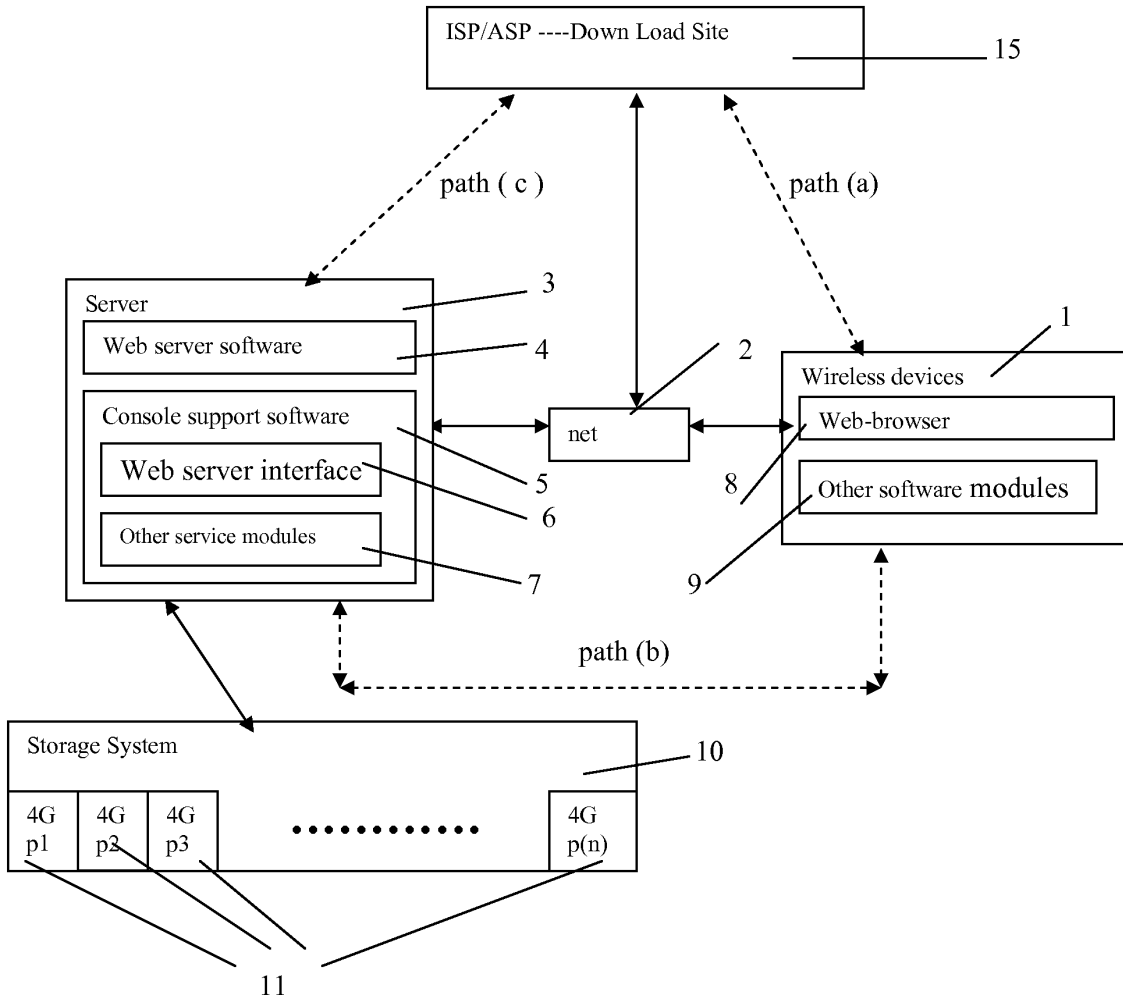 ISP/ASP ----Down Load Site
15
path ( c )
path (a)
Server
3
Web server software
4
2
1
Wireless devices
Console support software
net
Web-browser
Web server interface
5
8
Other software modules
6
Other service modules
7
9
path (b)
Storage System
10
4G
p1
4G
p2
4G
p3
4G
p(n)
11